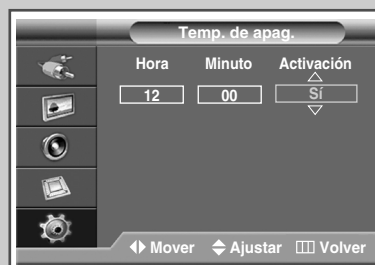 Temp. de apag.
Hora Minuto Activación
12 00 Sí
Mover Ajustar Volver